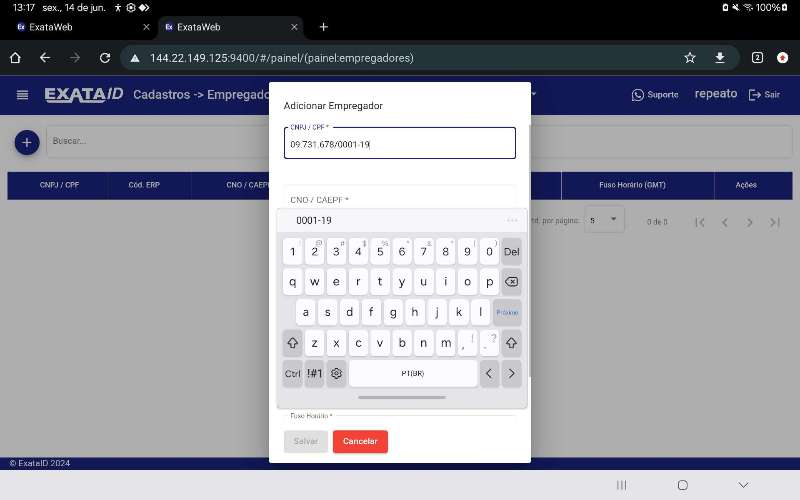 13:17 sex., 14 de jun.
100%
ExataWeb
ExataWeb
144.22.149.125:9400/#/painel/(painel:empregadores)
2
EXATAID Cadastros -> Empregado
Suporte
repeato
Sair
Adicionar Empregador
CNPJ / CPF *
09.731.678/0001-19
Buscar...
CNPJ / CPF
Cód. ERP
CNO / CAEPF
Fuso Horário (GMT)
Ações
CNO / CAEPF *
por página: 5
0 de 0
0001-19
1 2 3 4 5 6 7 8 9 0 Del
q w e r t y u i o p
a s d f g h j k l Próximo
z x c v b n m , ! . ?
Ctrl !#1 PT(BR) < >
Fuso Horário *
Salvar
Cancelar
© ExataID 2024